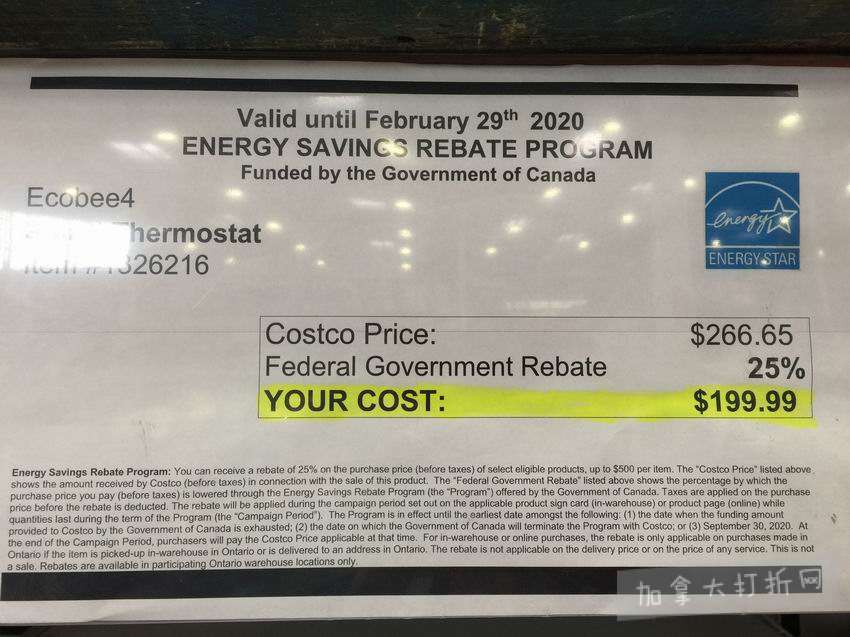 Valid until February 29th 2020
ENERGY SAVINGS REBATE PROGRAM
Funded by the Government of Canada
Ecobee4
Thermostat
Item #1326216
energy
ENERGY STAR
Costco Price: $266.65
Federal Government Rebate 25%
YOUR COST: $199.99
Energy Savings Rebate Program: You can receive a rebate of 25% on the purchase price (before taxes) of select eligible products, up to $500 per item. The "Costco Price" listed above
shows the amount received by Costco (before taxes) in connection with the sale of this product. The "Federal Government Rebate" listed above shows the percentage by which the
purchase price you pay (before taxes) is lowered through the Energy Savings Rebate Program (the "Program") offered by the Government of Canada. Taxes are applied on the purchase
price before the rebate is deducted. The rebate will be applied during the campaign period set out on the applicable product sign card (in-warehouse) or product page (online) while
quantities last during the term of the Program (the "Campaign Period"). The Program is in effect until the earliest date amongst the following: (1) the date when the funding amount
provided to Costco by the Government of Canada is exhausted; (2) the date on which the Government of Canada will terminate the Program with Costco; or (3) September 30, 2020. At
the end of the Campaign Period, purchasers will pay the Costco Price applicable at that time. For in-warehouse or online purchases, the rebate is only applicable on purchases made in
Ontario if the item is picked-up in-warehouse in Ontario or is delivered to an address in Ontario. The rebate is not applicable on the delivery price or on the price of any service. This is not
a sale. Rebates are available in participating Ontario warehouse locations only.
加拿大打折网